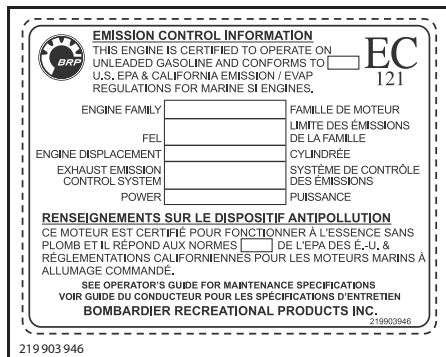 EMISSION CONTROL INFORMATION
THIS ENGINE IS CERTIFIED TO OPERATE ON
UNLEADED GASOLINE AND CONFORMS TO
U.S. EPA & CALIFORNIA EMISSION / EVAP
REGULATIONS FOR MARINE SI ENGINES.
BRP
EC
121
ENGINE FAMILY FAMILLE DE MOTEUR
LIMITE DES ÉMISSIONS
FEL DE LA FAMILLE
ENGINE DISPLACEMENT CYLINDRÉE
EXHAUST EMISSION SYSTÈME DE CONTRÔLE
CONTROL SYSTEM DES ÉMISSIONS
POWER PUISSANCE
RENSEIGNEMENTS SUR LE DISPOSITIF ANTIPOLLUTION
CE MOTEUR EST CERTIFIÉ POUR FONCTIONNER À L'ESSENCE SANS
PLOMB ET IL RÉPOND AUX NORMES DE L'EPA DES É.-U. &
RÉGLEMENTATIONS CALIFORNIENNES POUR LES MOTEURS MARINS À
ALLUMAGE COMMANDÉ.
SEE OPERATOR'S GUIDE FOR MAINTENANCE SPECIFICATIONS
VOIR GUIDE DU CONDUCTEUR POUR LES SPÉCIFICATIONS D'ENTRETIEN
BOMBARDIER RECREATIONAL PRODUCTS INC.
219903946
219 903 946